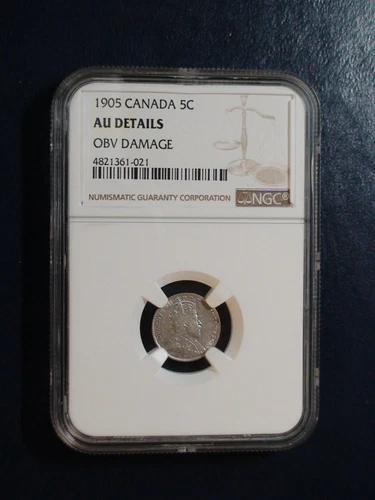 1905 CANADA 5C
AU DETAILS
OBV DAMAGE
4821361-021
NUMISMATIC GUARANTY CORPORATION
NGC®